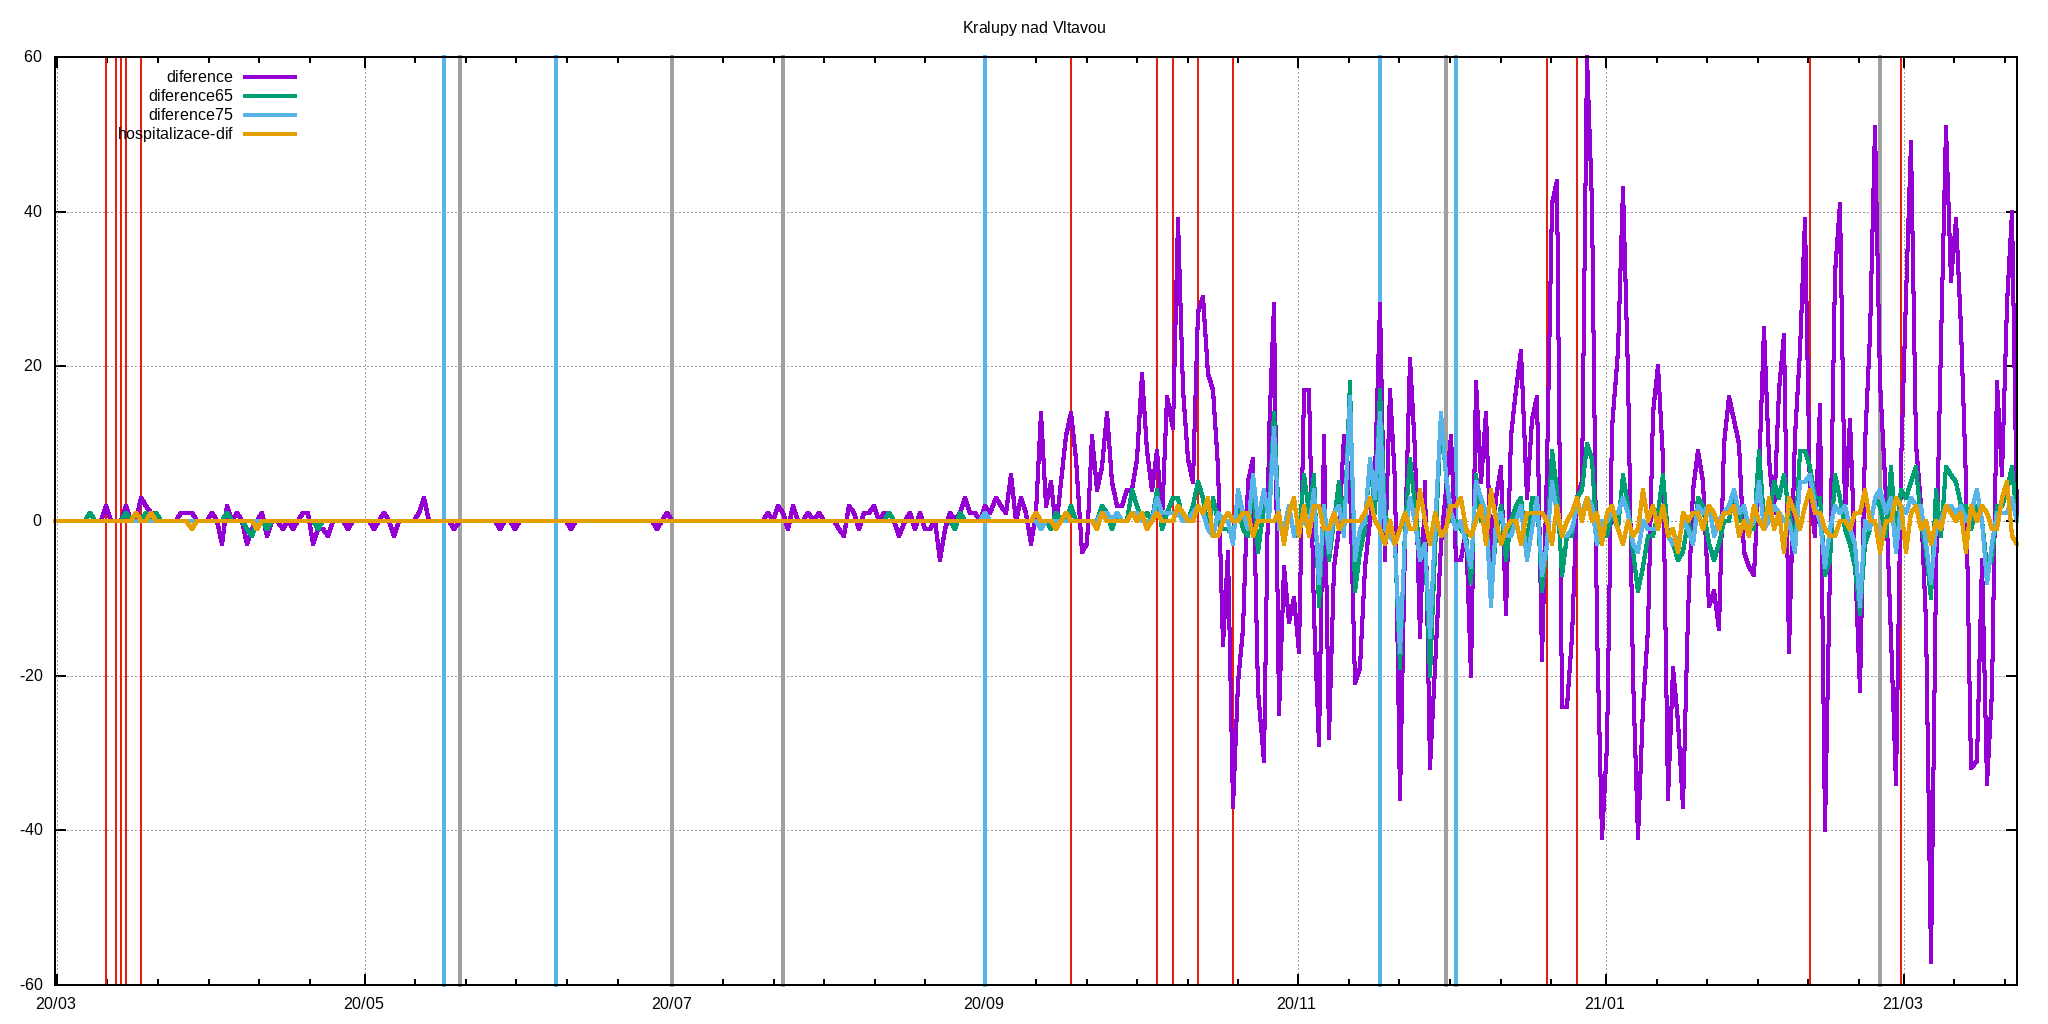 Kralupy nad Vltavou
60
diference
diference65
diference75
hospitalizace-dif
40
20
0
-20
-40
-60
20/03 20/05 20/07 20/09 20/11 21/01 21/03